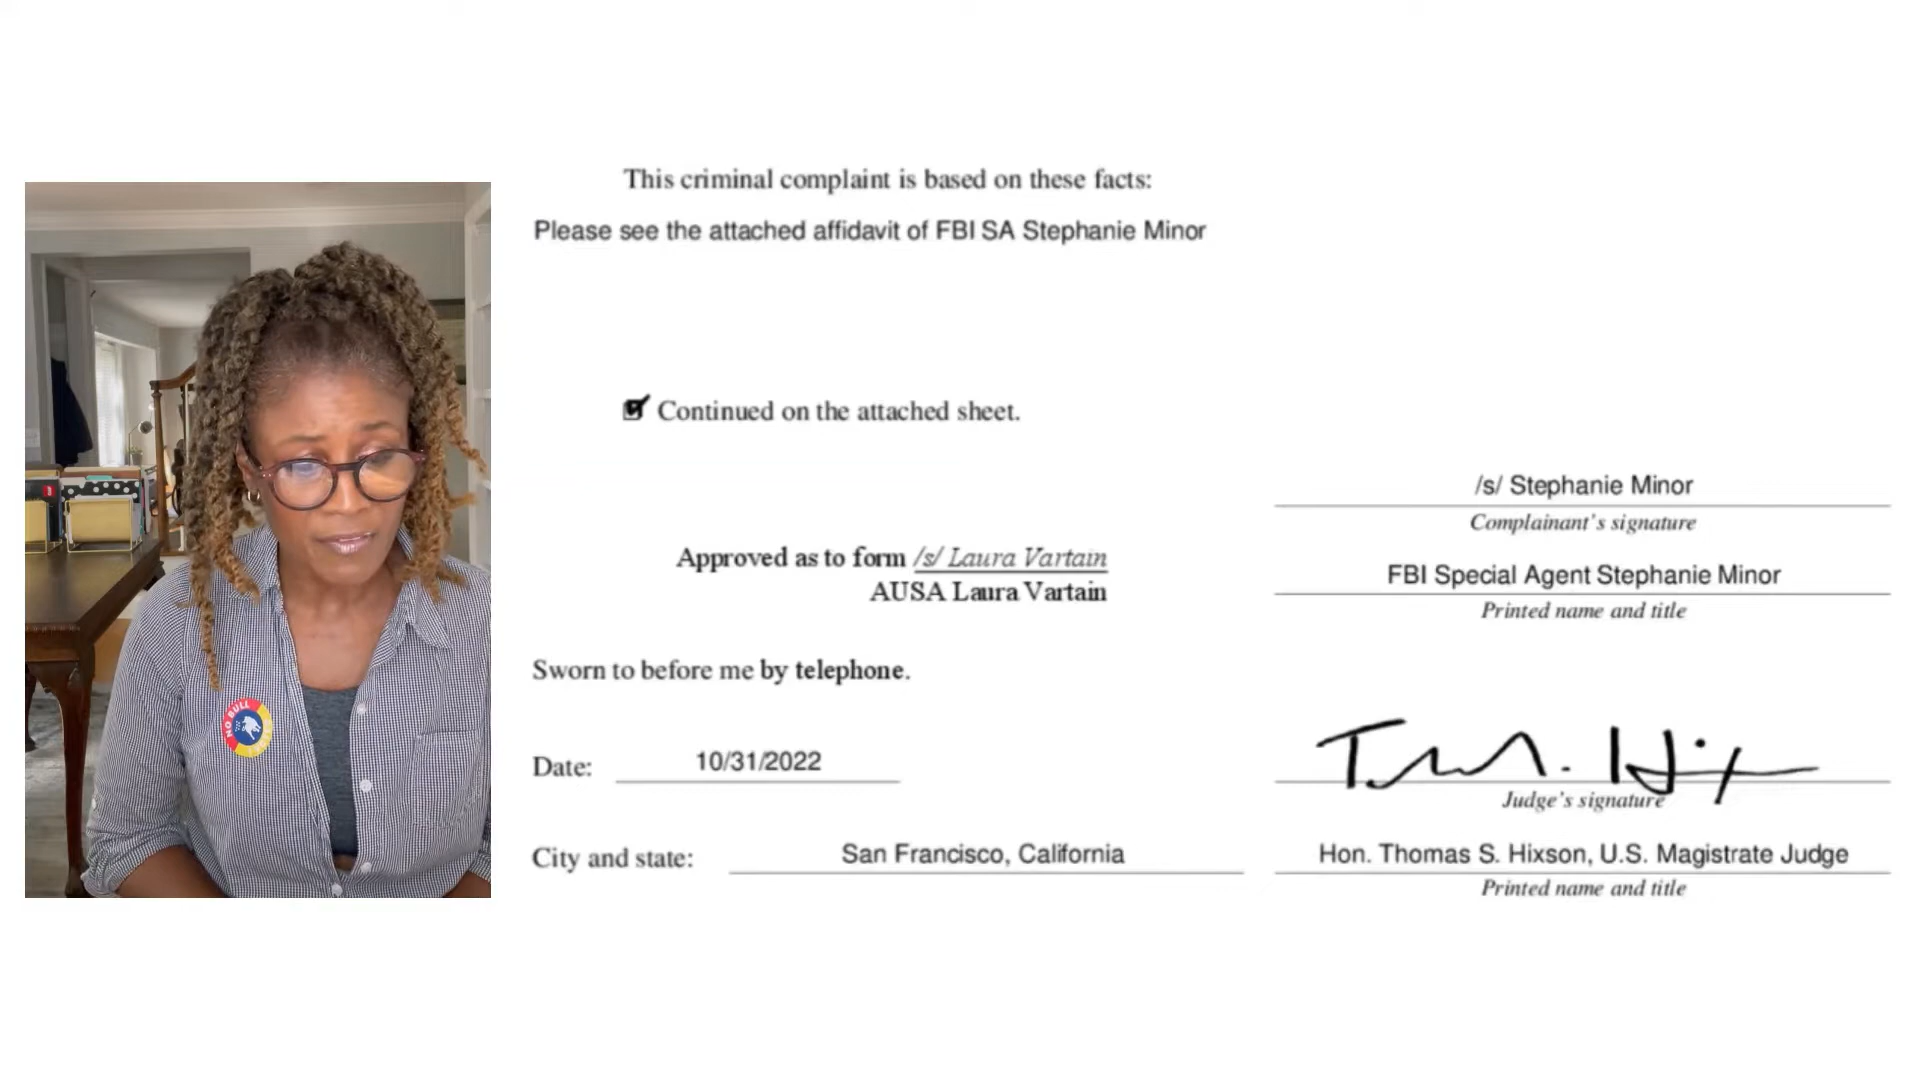 This criminal complaint is based on these facts:
Please see the attached affidavit of FBI SA Stephanie Minor
Continued on the attached sheet.
/s/ Stephanie Minor
Complainant's signature
Approved as to form /s/ Laura Vartain
AUSA Laura Vartain
FBI Special Agent Stephanie Minor
Printed name and title
Sworn to before me by telephone.
Date: 10/31/2022
Judge's signature
City and state: San Francisco, California
Hon. Thomas S. Hixson, U.S. Magistrate Judge
Printed name and title
NO BULL